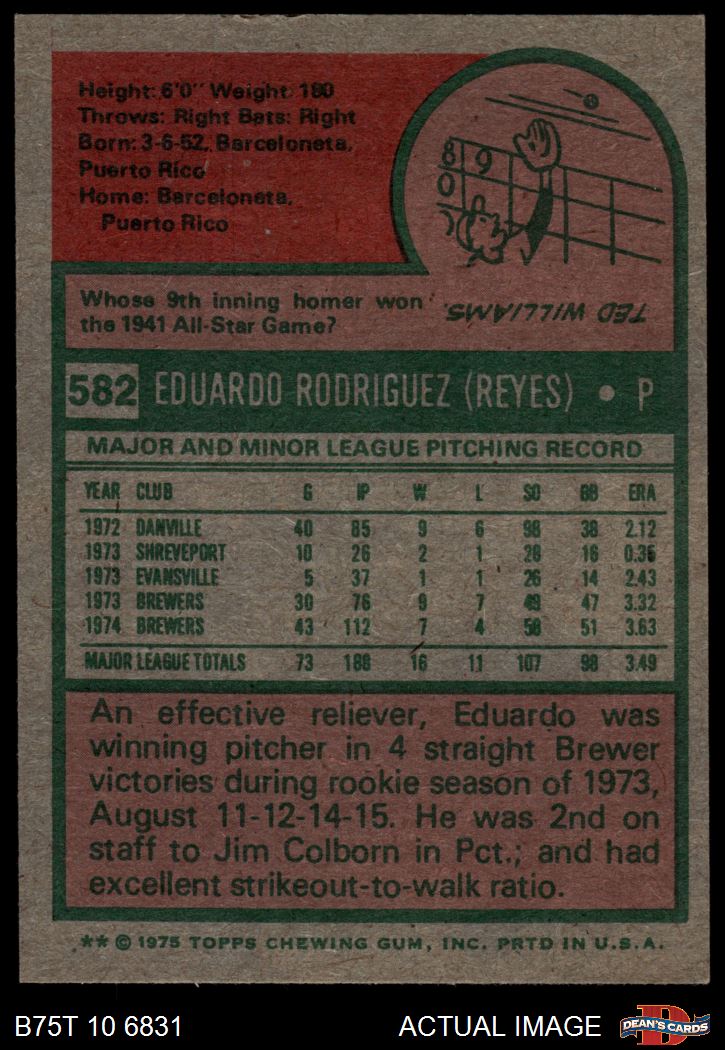 Height: 6'0" Weight: 180
Throws: Right Bats: Right
Born: 3-6-52, Barceloneta,
Puerto Rico
Home: Barceloneta,
Puerto Rico
8 9
0
Whose 9th inning homer won
the 1941 All-Star Game?
TED WILLIAMS.
582 EDUARDO RODRIGUEZ (REYES) • P
MAJOR AND MINOR LEAGUE PITCHING RECORD
YEAR CLUB G IP W L SO BB ERA
1972 DANVILLE 40 85 9 6 98 38 2.12
1973 SHREVEPORT 10 26 2 1 28 16 0.35
1973 EVANSVILLE 5 37 1 1 26 14 2.43
1973 BREWERS 30 76 9 7 49 47 3.32
1974 BREWERS 43 112 7 4 58 51 3.63
MAJOR LEAGUE TOTALS 73 188 16 11 107 98 3.49
An effective reliever, Eduardo was
winning pitcher in 4 straight Brewer
victories during rookie season of 1973,
August 11-12-14-15. He was 2nd on
staff to Jim Colborn in Pct.; and had
excellent strikeout-to-walk ratio.
** © 1975 TOPPS CHEWING GUM, INC. PRTD IN U.S.A.
B75T 10 6831 ACTUAL IMAGE DEAN'S CARDS